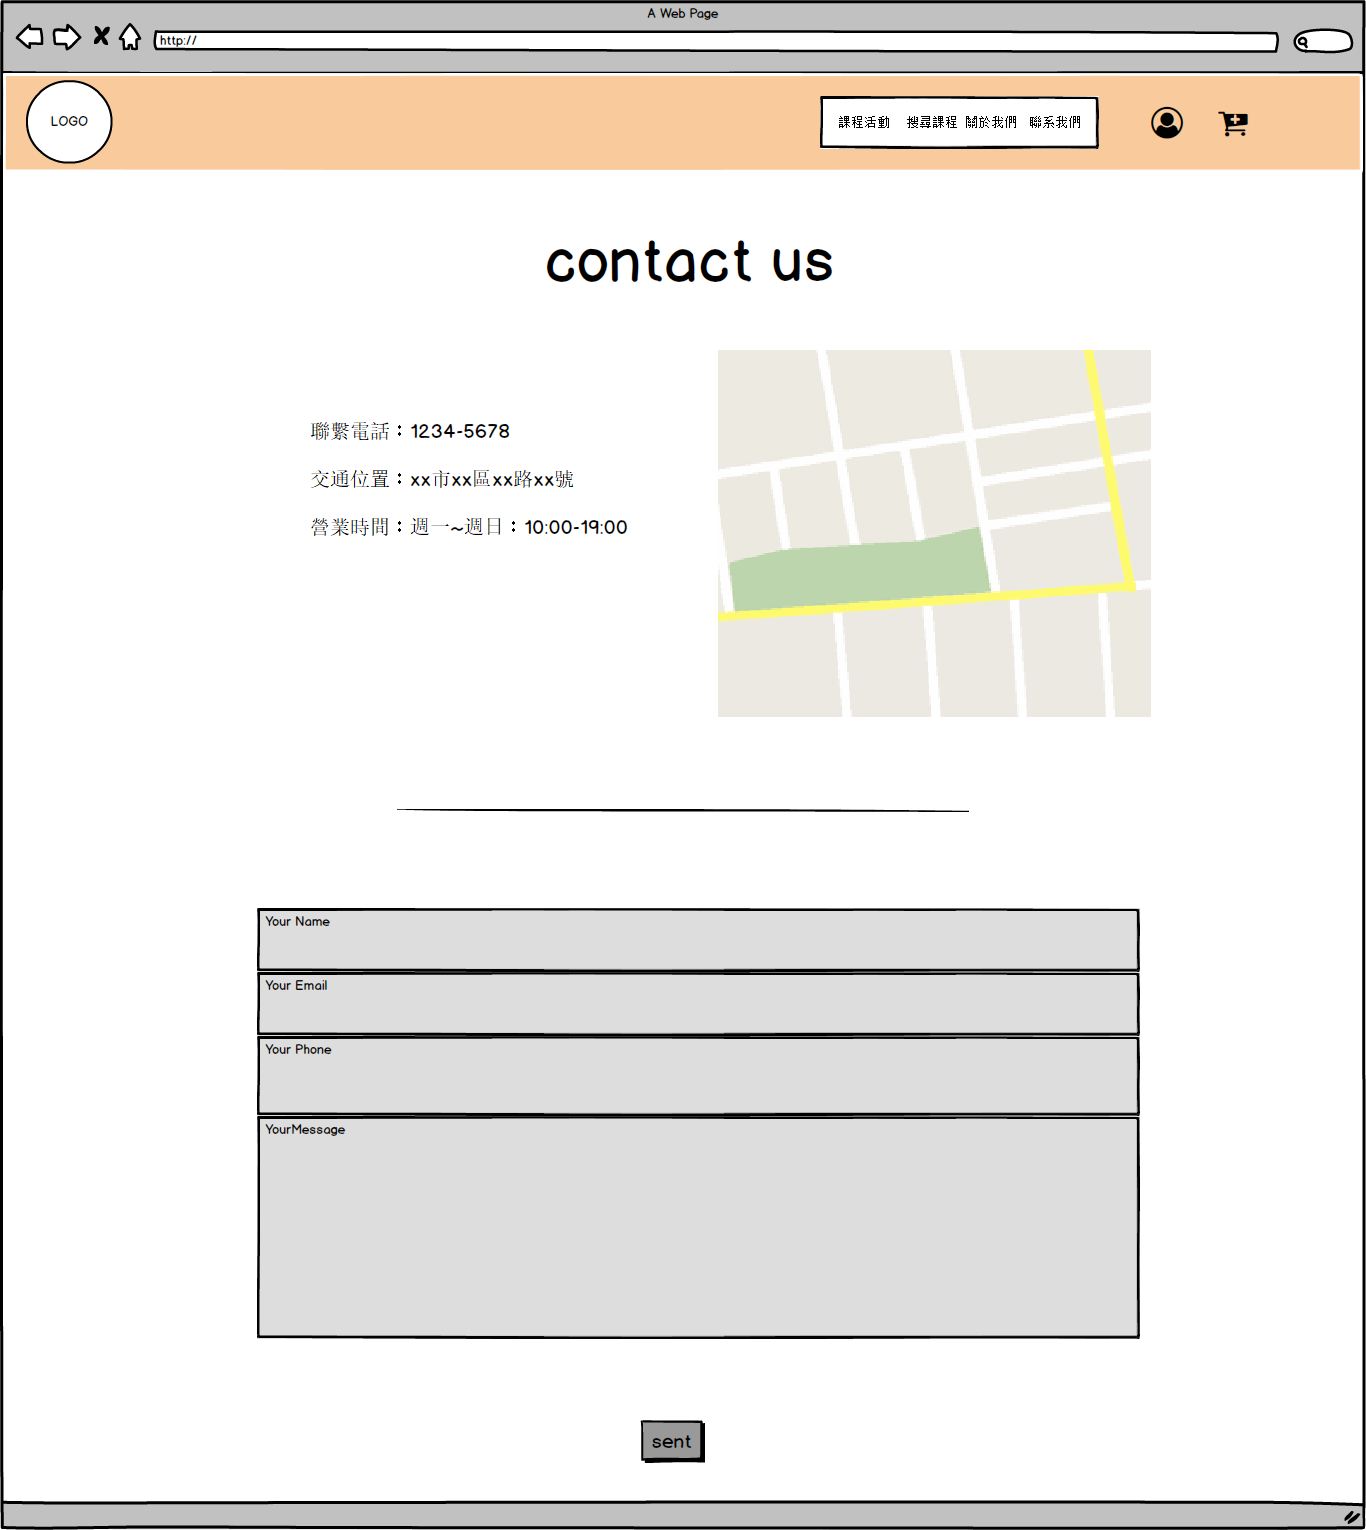 A Web Page
http://
LOGO
課程活動 搜尋課程 關於我們 聯系我們
contact us
聯繫電話：1234-5678
交通位置：xx市xx區xx路xx號
營業時間：週一~週日：10:00-19:00
Your Name
Your Email
Your Phone
YourMessage
sent